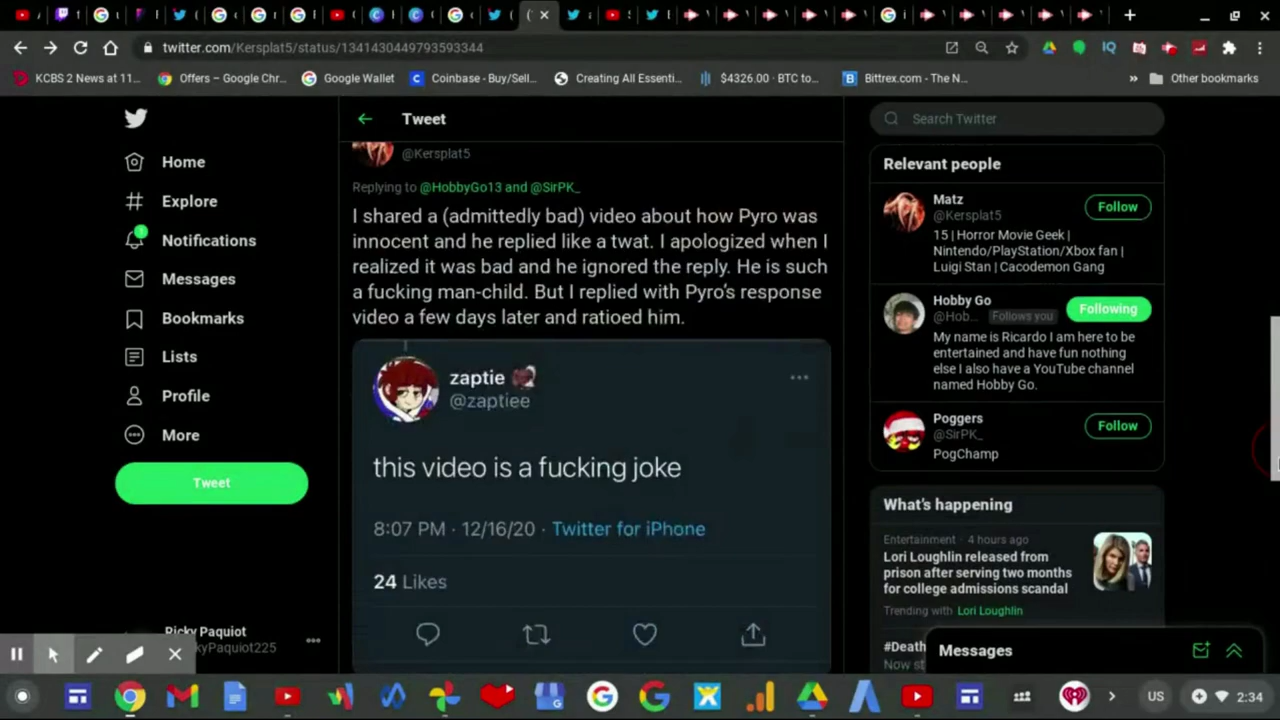 twitter.com/Kersplat5/status/1341430449793593344
KCBS 2 News at 11...
Offers – Google Chr...
Google Wallet
Coinbase - Buy/Sell...
Creating All Essenti...
$4326.00 · BTC to...
Bittrex.com - The N...
»
Other bookmarks
Home
Explore
Notifications
Messages
Bookmarks
Lists
Profile
More
Tweet
Ricky Paquiot
kyPaquiot225
Tweet
@Kersplat5
Replying to @HobbyGo13 and @SirPK_
I shared a (admittedly bad) video about how Pyro was
innocent and he replied like a twat. I apologized when I
realized it was bad and he ignored the reply. He is such
a fucking man-child. But I replied with Pyro's response
video a few days later and ratioed him.
zaptie
@zaptiee
this video is a fucking joke
8:07 PM · 12/16/20 · Twitter for iPhone
24 Likes
Search Twitter
Relevant people
Matz
@Kersplat5
Follow
15 | Horror Movie Geek |
Nintendo/PlayStation/Xbox fan |
Luigi Stan | Cacodemon Gang
Hobby Go
@Hob... Follows you
Following
My name is Ricardo I am here to be
entertained and have fun nothing
else I also have a YouTube channel
named Hobby Go.
Poggers
@SirPK_
Follow
PogChamp
What's happening
Entertainment · 4 hours ago
Lori Loughlin released from
prison after serving two months
for college admissions scandal
Trending with Lori Loughlin
#Death
Now st
Messages
US
2:34